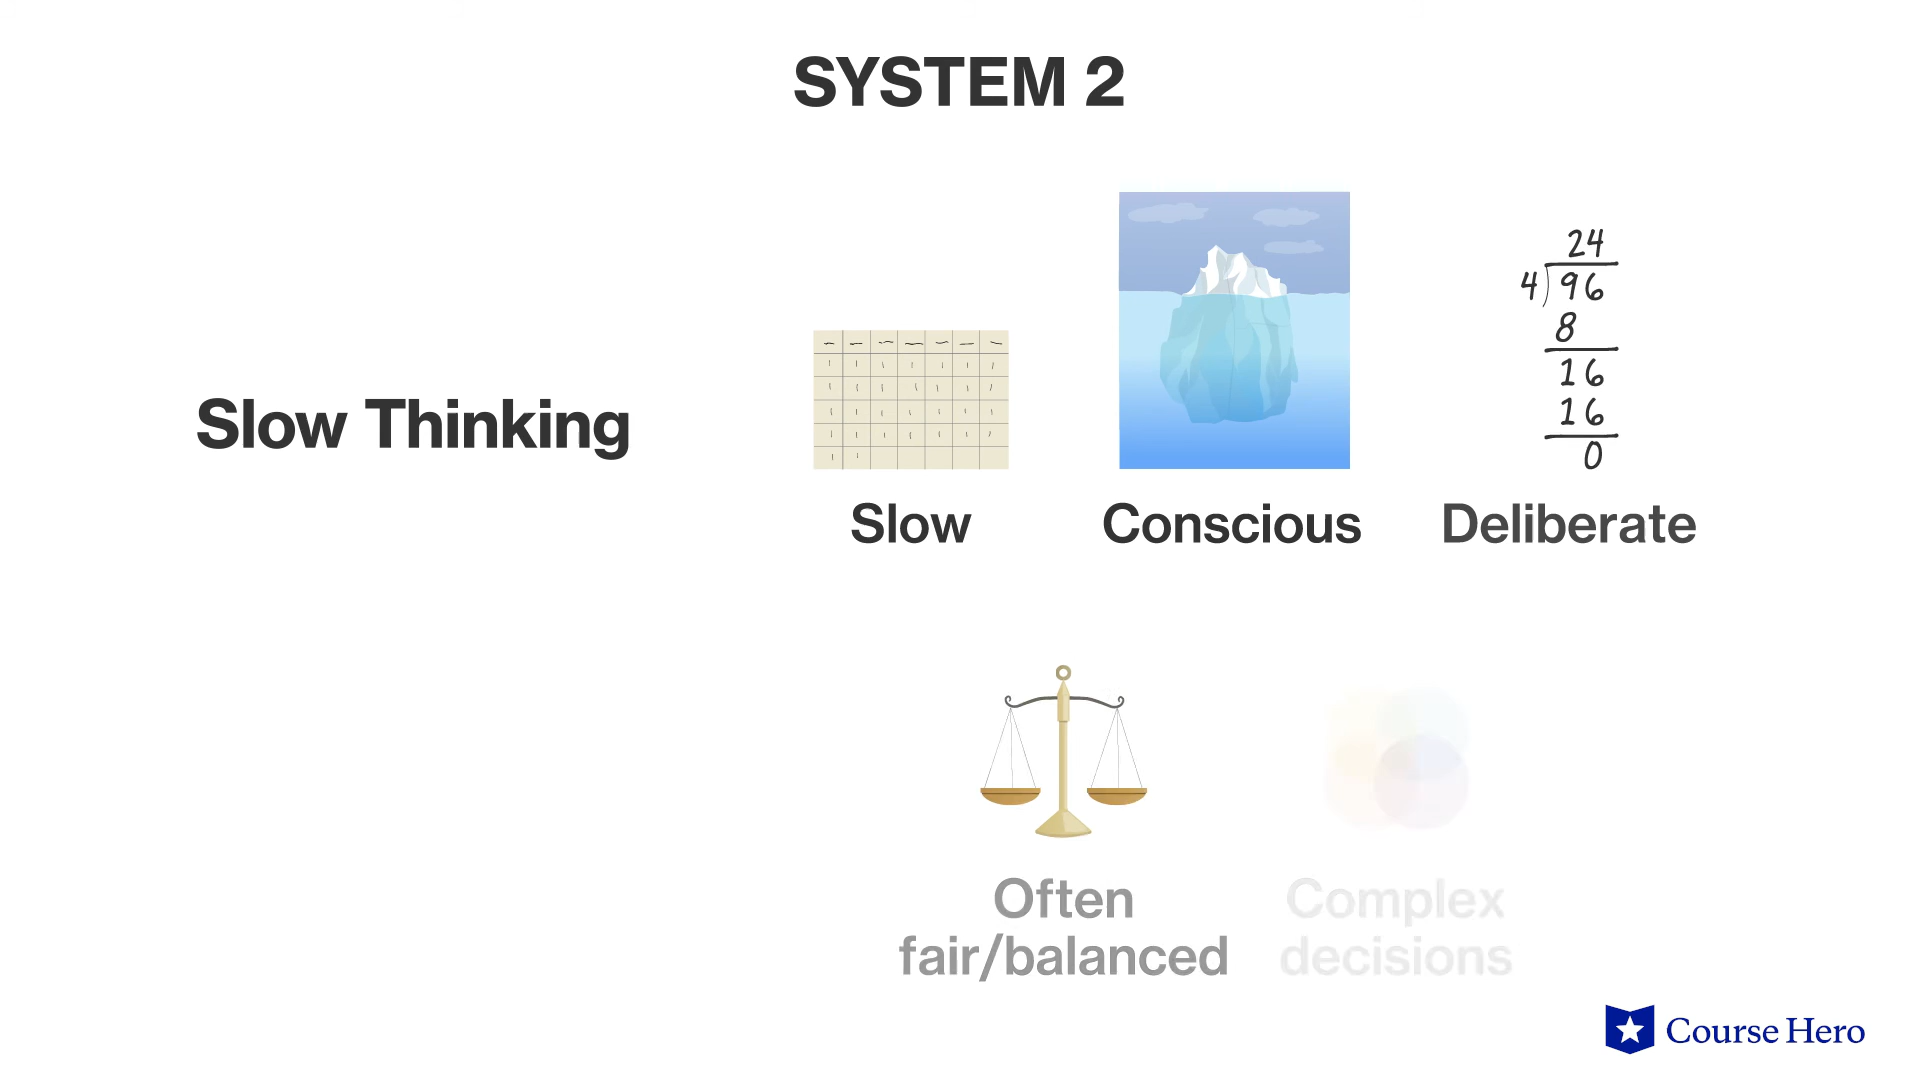 SYSTEM 2
Slow Thinking
24
4)96
8
16
16
0
Slow
Conscious
Deliberate
Often
fair/balanced
Complex
decisions
Course Hero